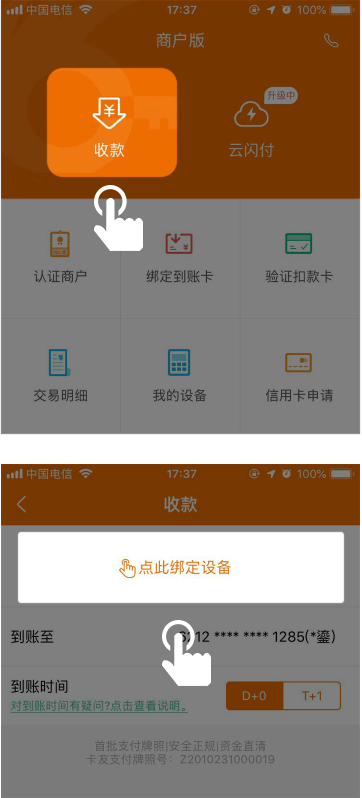 中国电信 17:37 100%
商户版
升级中
收款 云闪付
认证商户 绑定到账卡 验证扣款卡
交易明细 我的设备 信用卡申请
中国电信 17:37 100%
收款
点此绑定设备
到账至 6212 **** **** 1285(*鎏)
到账时间
对到账时间有疑问?点击查看说明。
D+0 T+1
首批支付牌照|安全正规|资金直清
卡友支付牌照号：Z2010231000019